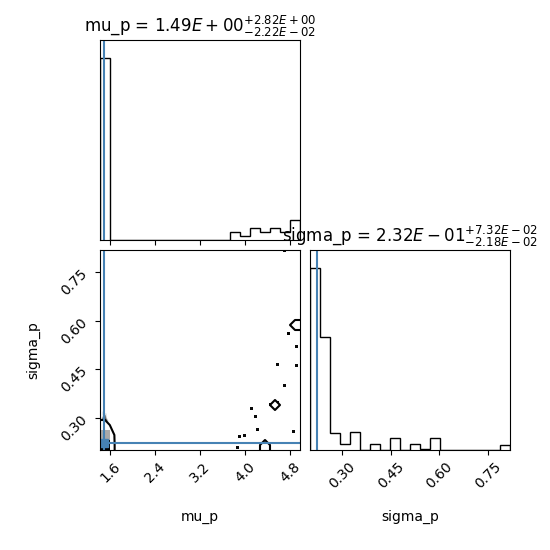 mu_p = 1.49E + 00+2.82E + 00 −2.22E − 02
sigma_p = 2.32E − 01+7.32E − 02 −2.18E − 02
0.75
0.60
0.45
0.30
sigma_p
1.6 2.4 3.2 4.0 4.8
mu_p
0.30 0.45 0.60 0.75
sigma_p